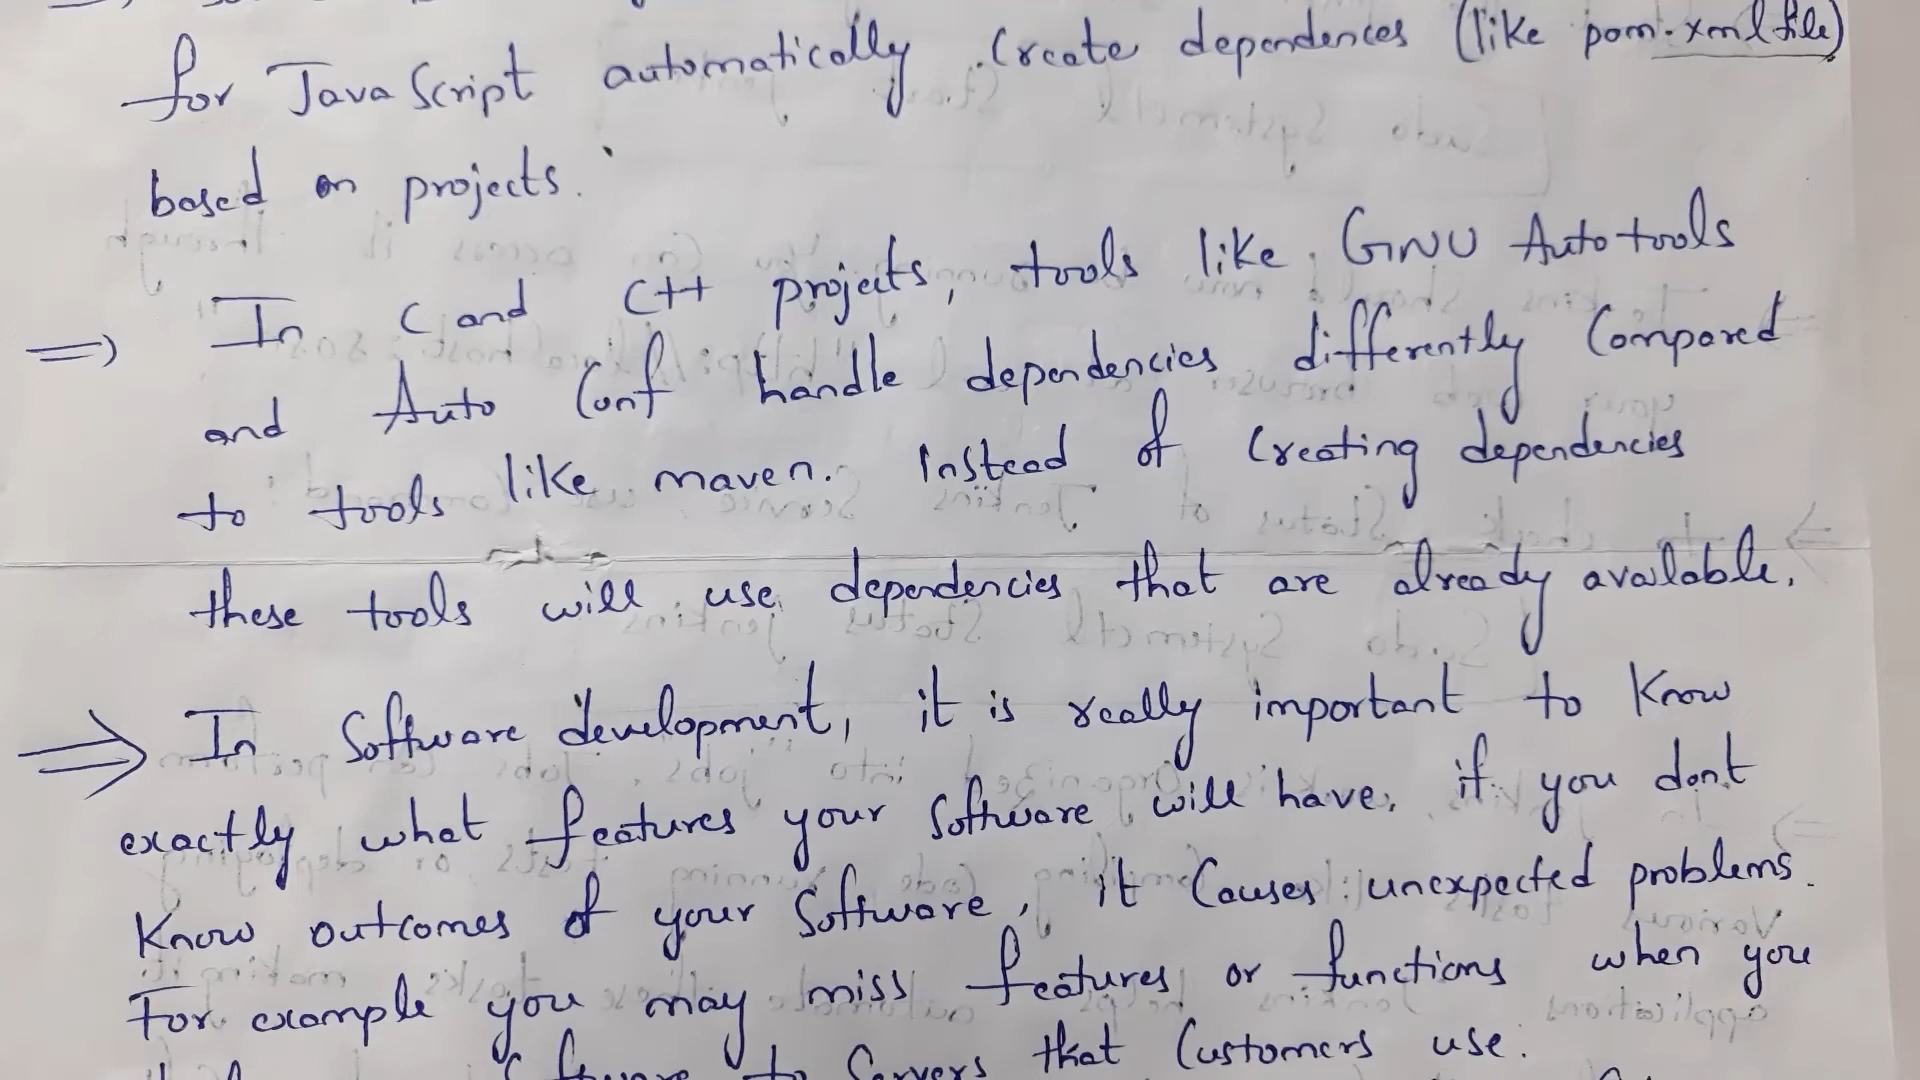 for JavaScript automatically Create dependences (like pom.xml file)
based on projects.
=> In C and C++ projects, tools like GNU Autotools
and Auto Conf handle dependencies differently Compared
to tools like maven. Instead of Creating dependencies
these tools will use dependencies that are already available.
=> In Software development, it is really important to Know
exactly what features your Software will have, if you dont
Know outcomes of your Software, it Causes unexpected problems.
For example you may miss features or functions when you
Software to Servers that Customers use.